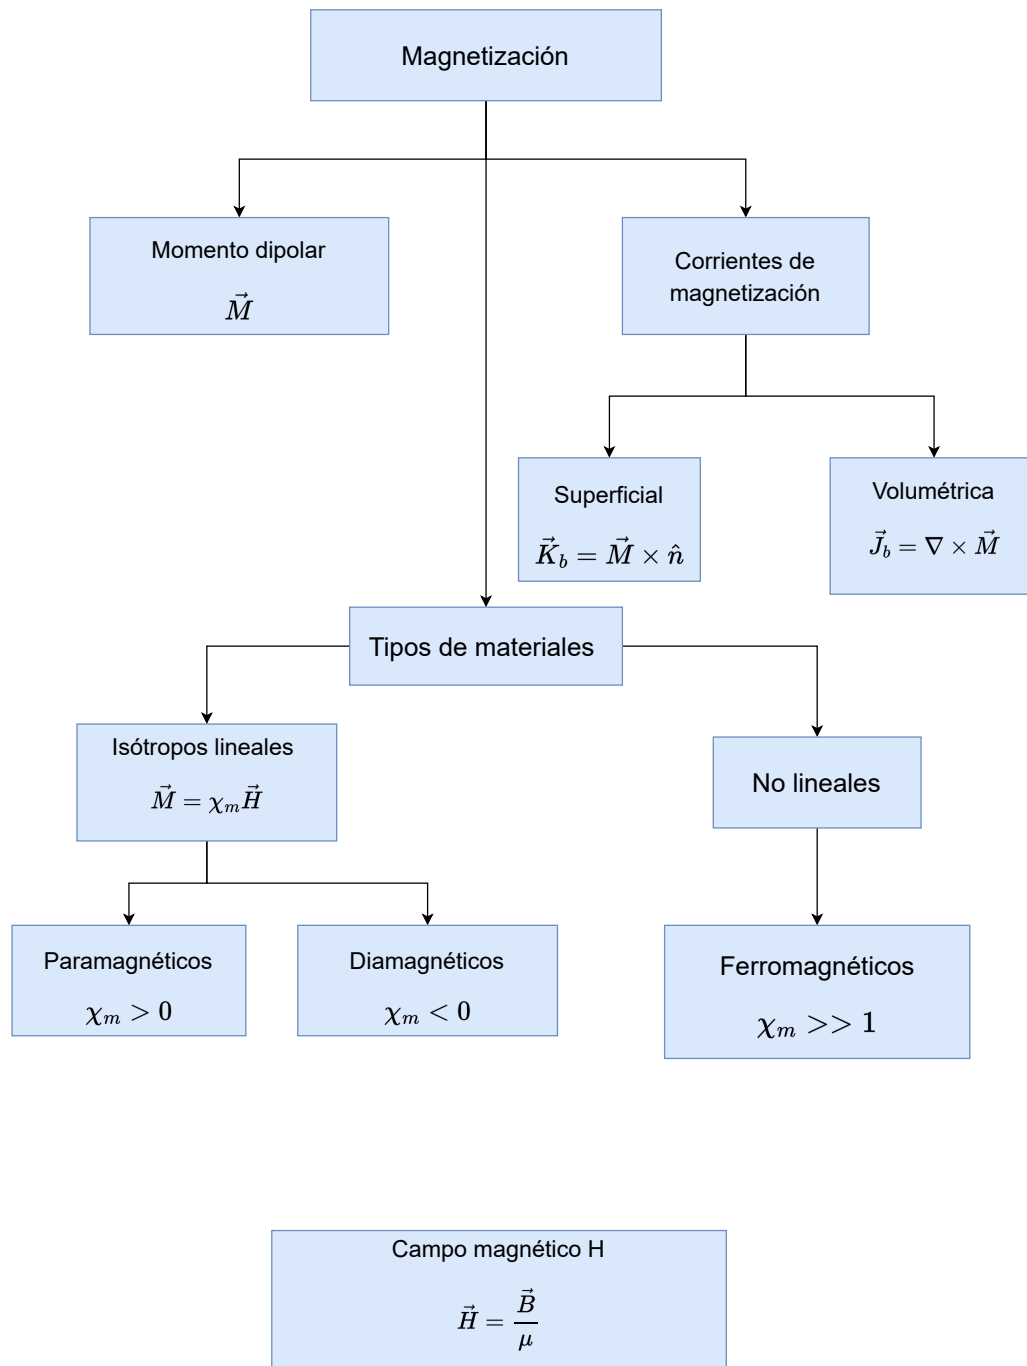 Magnetización
Momento dipolar
$\vec{M}$
Corrientes de
magnetización
Superficial
$\vec{K}_b = \vec{M} \times \hat{n}$
Volumétrica
$\vec{J}_b = \nabla \times \vec{M}$
Tipos de materiales
Isótropos lineales
$\vec{M} = \chi_m \vec{H}$
No lineales
Paramagnéticos
$\chi_m > 0$
Diamagnéticos
$\chi_m < 0$
Ferromagnéticos
$\chi_m >> 1$
Campo magnético H
$\vec{H} = \frac{\vec{B}}{\mu}$